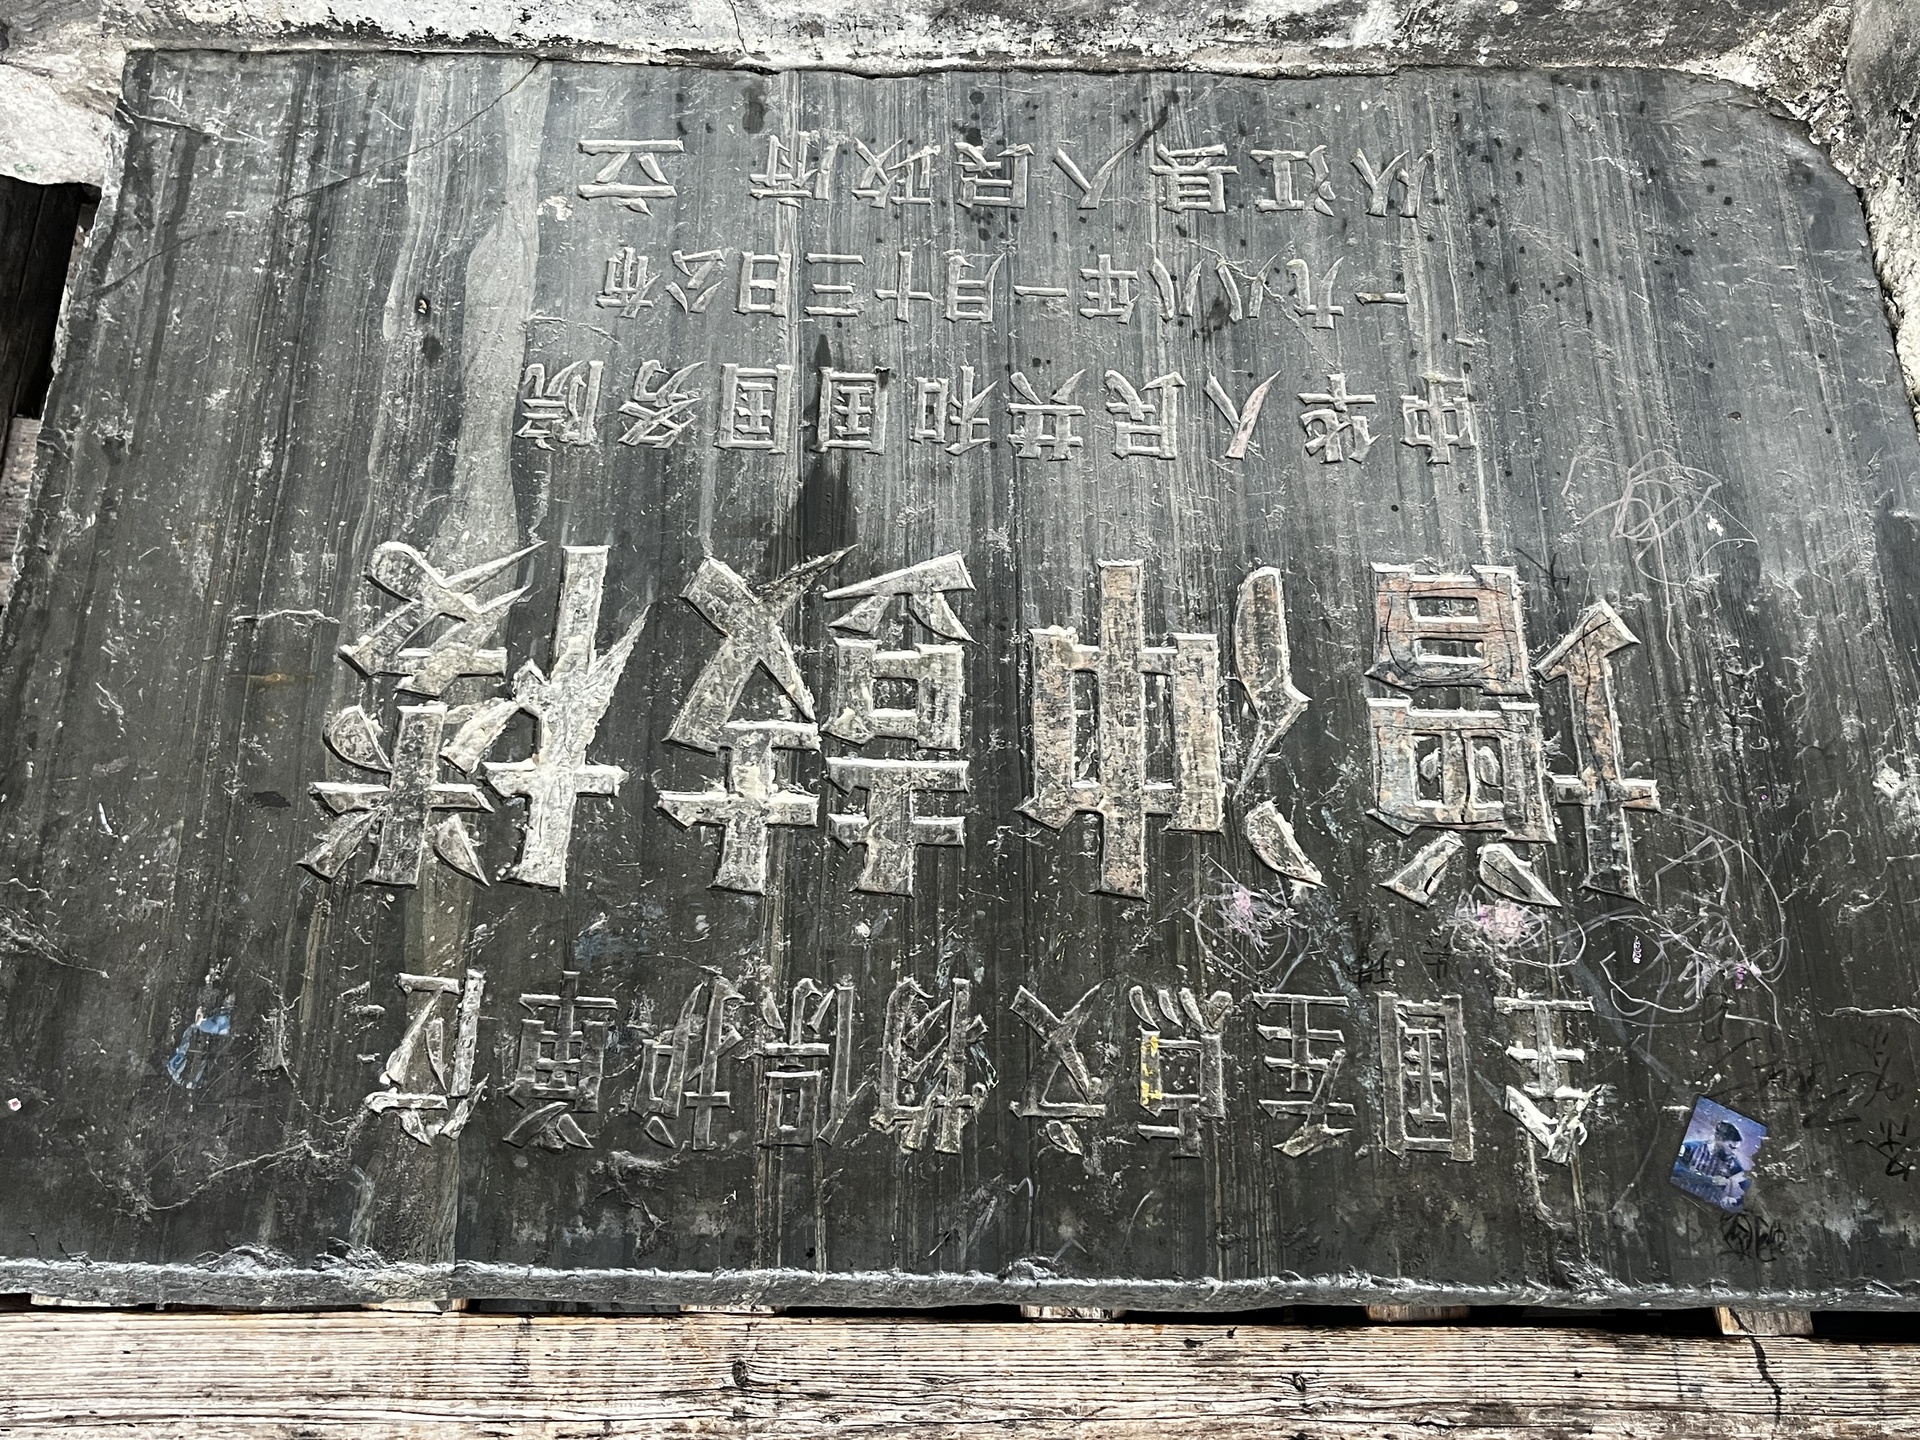 全国重点文物保护单位
增冲鼓楼
中华人民共和国国务院
一九八八年一月十三日公布
从江县人民政府 立